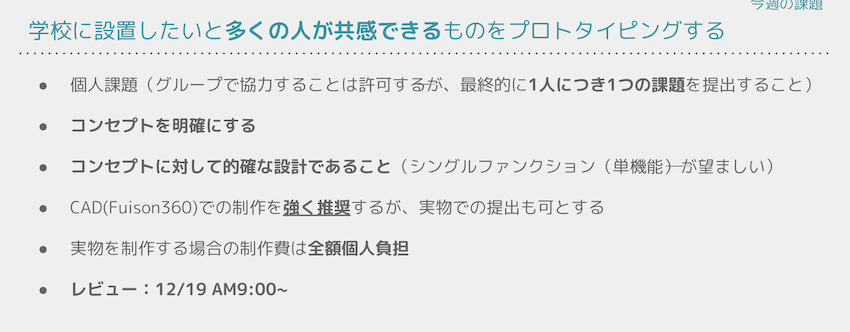 今週の課題
学校に設置したいと多くの人が共感できるものをプロトタイピングする
● 個人課題（グループで協力することは許可するが、最終的に1人につき1つの課題を提出すること）
● コンセプトを明確にする
● コンセプトに対して的確な設計であること（シングルファンクション（単機能）が望ましい）
● CAD(Fuison360)での制作を強く推奨するが、実物での提出も可とする
● 実物を制作する場合の制作費は全額個人負担
● レビュー：12/19 AM9:00~